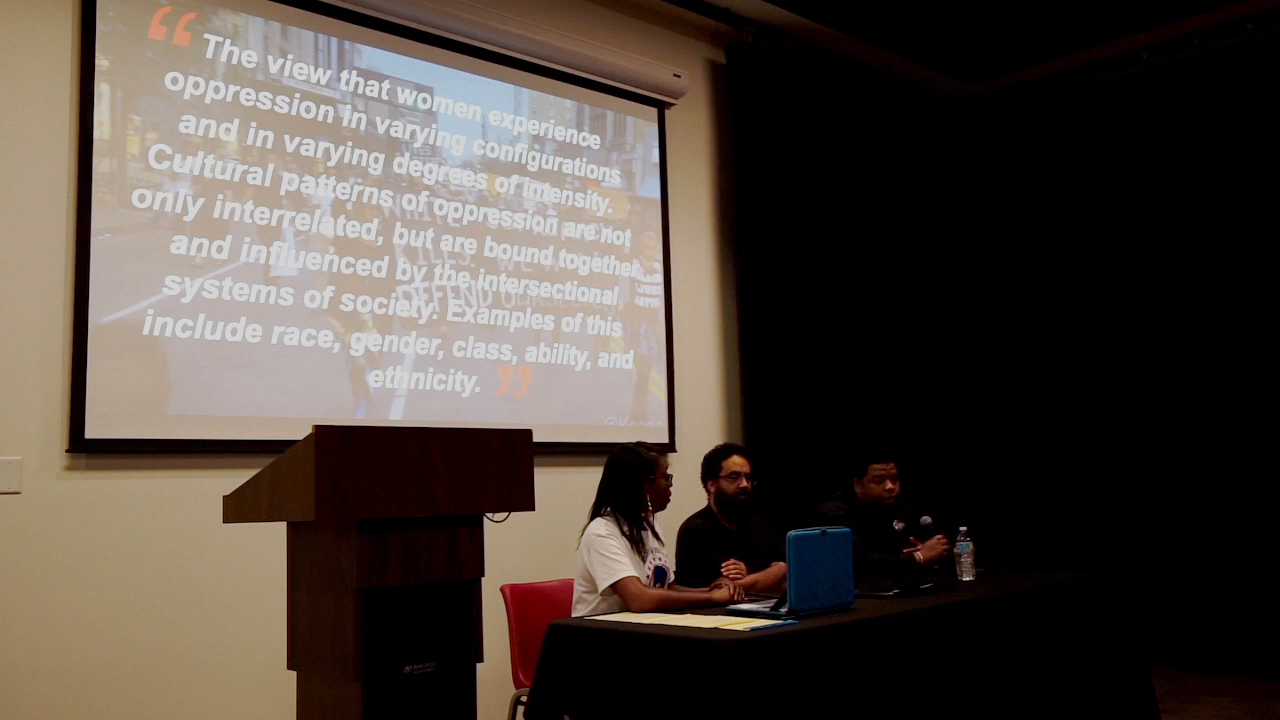 “ The view that women experience
oppression in varying configurations
and in varying degrees of intensity.
Cultural patterns of oppression are not
only interrelated, but are bound together
and influenced by the intersectional
systems of society. Examples of this
include race, gender, class, ability, and
ethnicity. ”
DEFEND